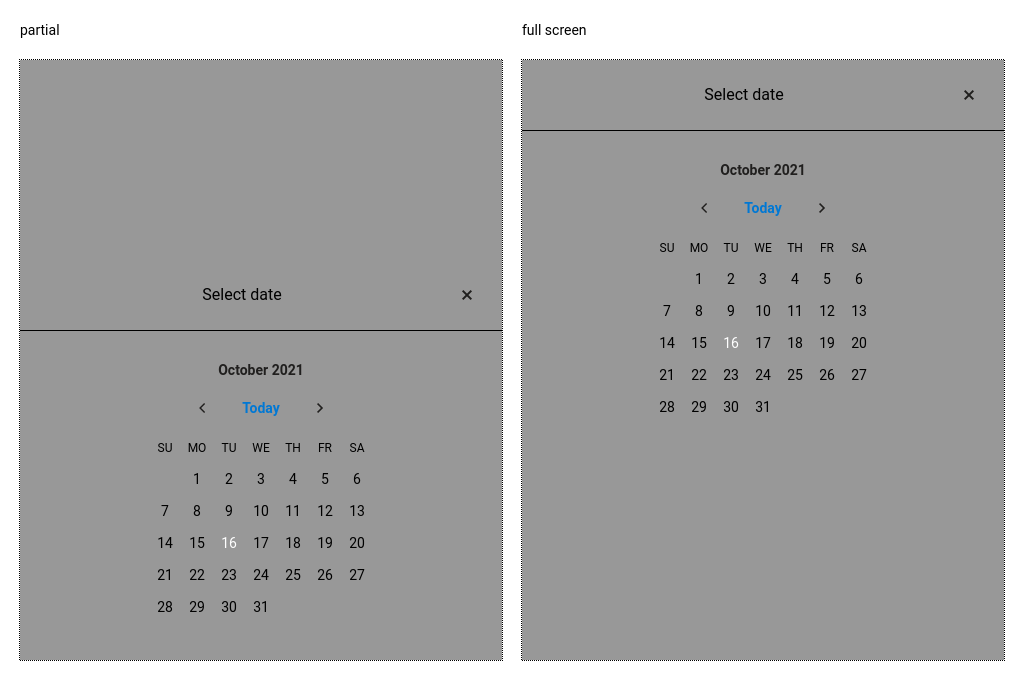 partial
Select date
October 2021
Today
SU MO TU WE TH FR SA
1 2 3 4 5 6
7 8 9 10 11 12 13
14 15 16 17 18 19 20
21 22 23 24 25 26 27
28 29 30 31
full screen
Select date
October 2021
Today
SU MO TU WE TH FR SA
1 2 3 4 5 6
7 8 9 10 11 12 13
14 15 16 17 18 19 20
21 22 23 24 25 26 27
28 29 30 31